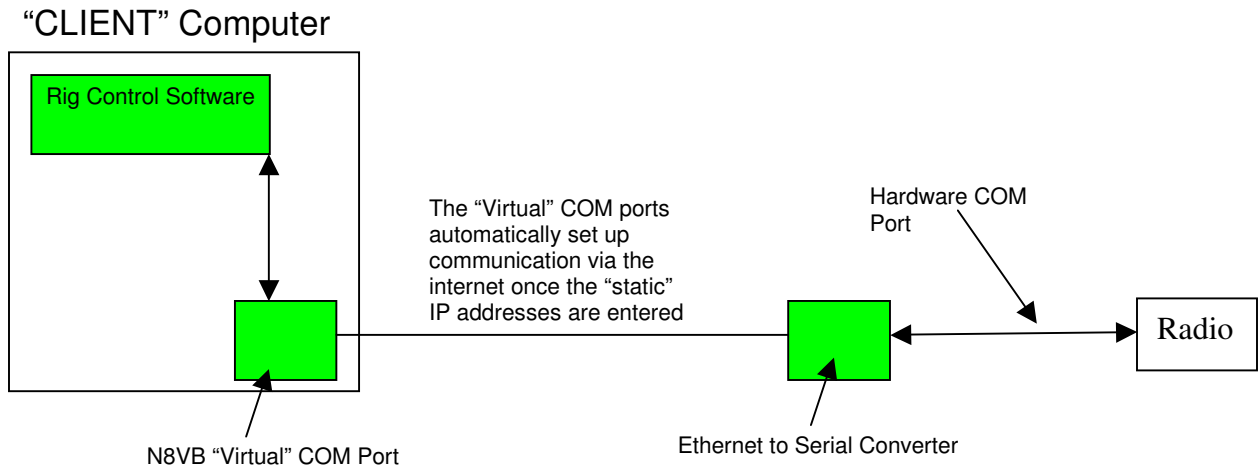 “CLIENT” Computer
Rig Control Software
The “Virtual” COM ports
automatically set up
communication via the
internet once the “static”
IP addresses are entered
Hardware COM
Port
Radio
N8VB “Virtual” COM Port
Ethernet to Serial Converter